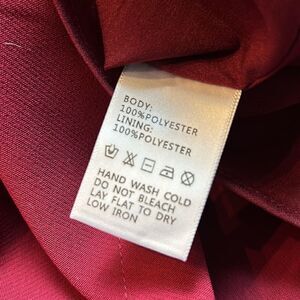 BODY:
100%POLYESTER
LINING:
100%POLYESTER
HAND WASH COLD
DO NOT BLEACH
LAY FLAT TO DRY
LOW IRON